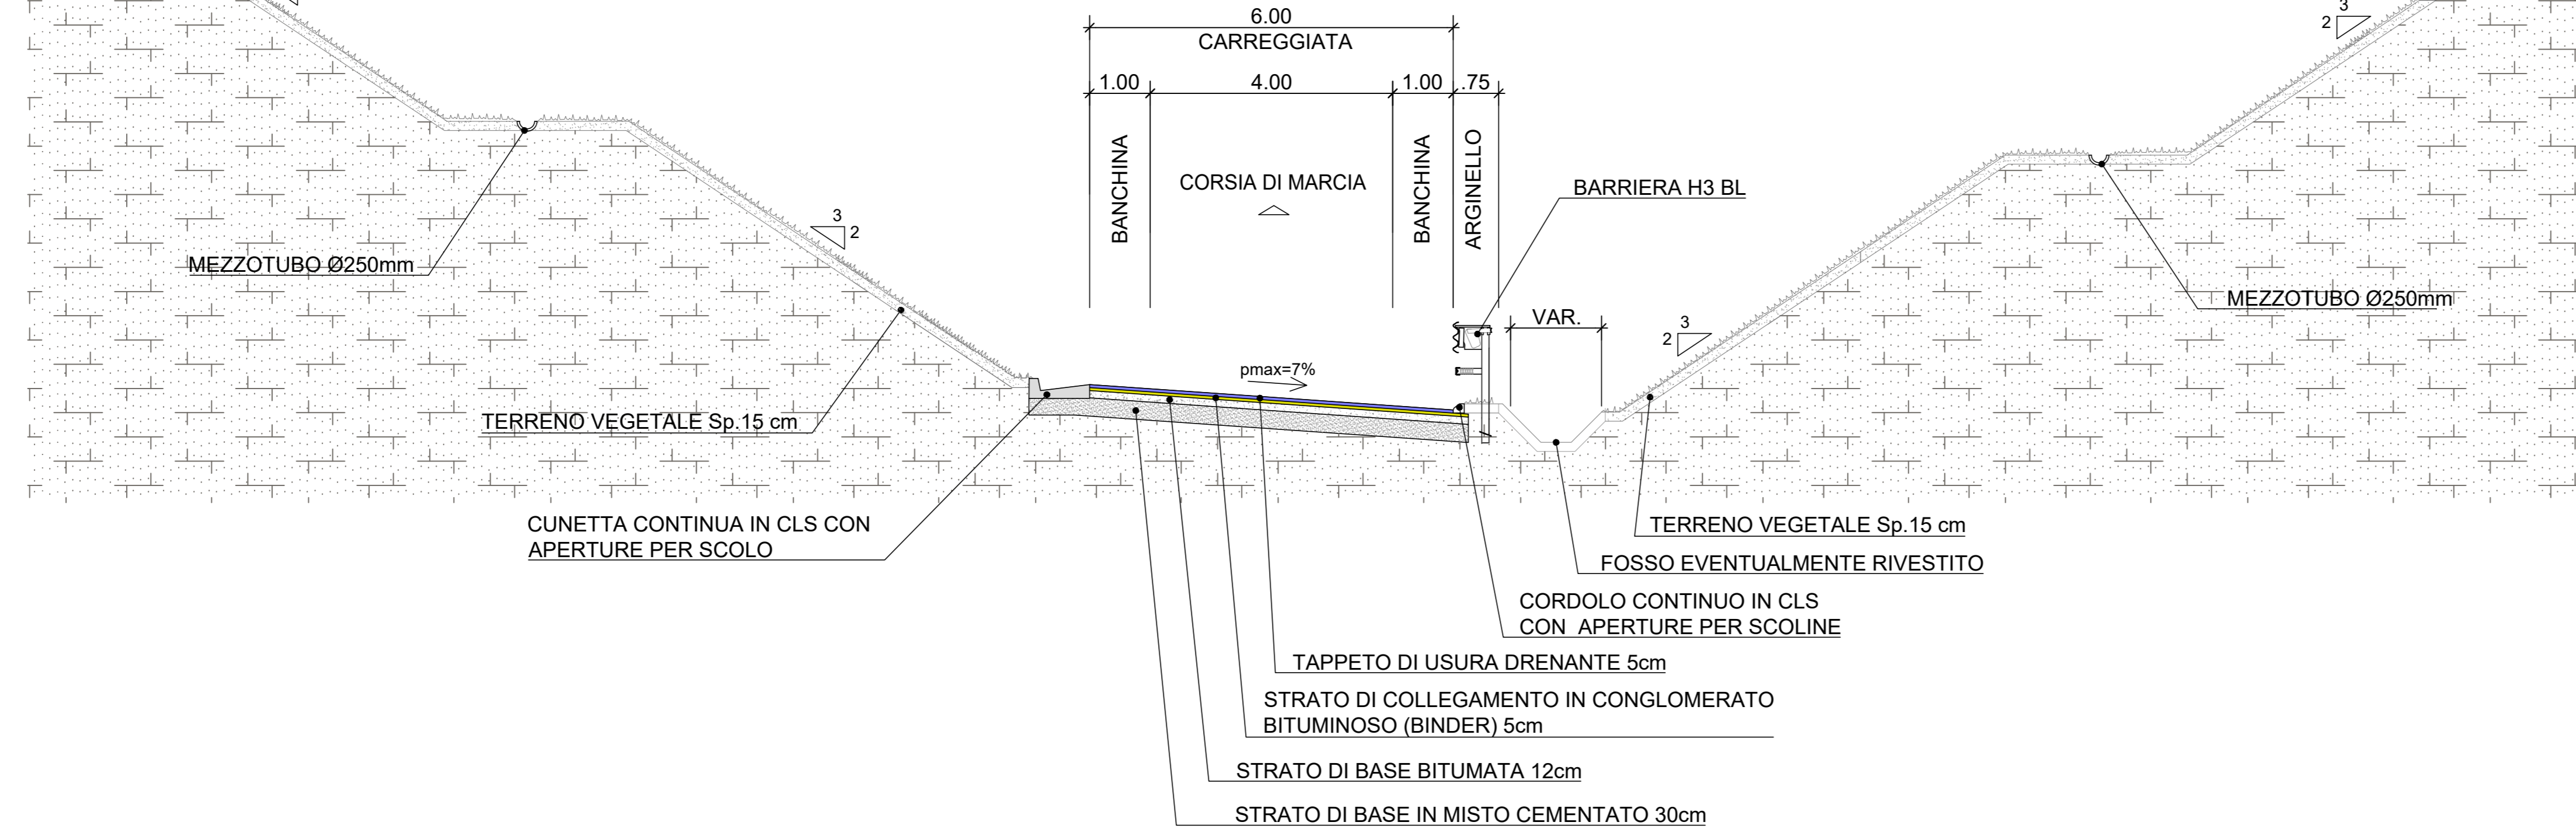 6.00
CARREGGIATA
1.00
4.00
1.00
.75
BANCHINA
CORSIA DI MARCIA
BANCHINA
ARGINELLO
3
2
3
2
BARRIERA H3 BL
MEZZOTUBO Ø250mm
MEZZOTUBO Ø250mm
VAR.
3
2
pmax=7%
TERRENO VEGETALE Sp.15 cm
CUNETTA CONTINUA IN CLS CON
APERTURE PER SCOLO
TERRENO VEGETALE Sp.15 cm
FOSSO EVENTUALMENTE RIVESTITO
CORDOLO CONTINUO IN CLS
CON APERTURE PER SCOLINE
TAPPETO DI USURA DRENANTE 5cm
STRATO DI COLLEGAMENTO IN CONGLOMERATO
BITUMINOSO (BINDER) 5cm
STRATO DI BASE BITUMATA 12cm
STRATO DI BASE IN MISTO CEMENTATO 30cm